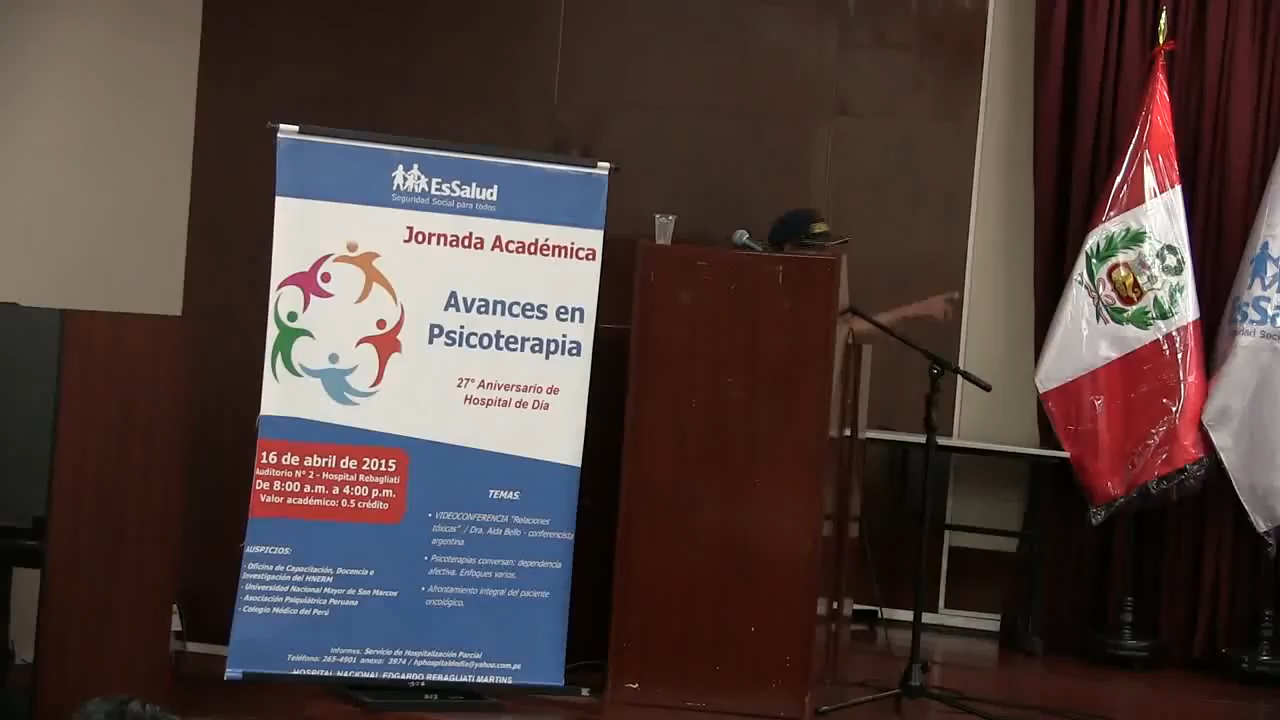 EsSalud
Seguridad Social para todos
Jornada Académica
Avances en
Psicoterapia
27° Aniversario de
Hospital de Día
16 de abril de 2015
Auditorio N° 2 - Hospital Rebagliati
De 8:00 a.m. a 4:00 p.m.
Valor académico: 0.5 crédito
TEMAS:
• VIDEOCONFERENCIA "Relaciones
tóxicas" / Dra. Aida Bello - conferencista
argentina.
• Psicoterapias conversan: dependencia
afectiva. Enfoques varios.
• Afrontamiento integral del paciente
oncológico.
AUSPICIOS:
- Oficina de Capacitación, Docencia e
Investigación del HNERM
- Universidad Nacional Mayor de San Marcos
- Asociación Psiquiátrica Peruana
- Colegio Médico del Perú
Informes: Servicio de Hospitalización Parcial
Teléfono: 265-4901 anexo: 3974 / hphospitaldedia@yahoo.com.pe
HOSPITAL NACIONAL EDGARDO REBAGLIATI MARTINS
EsS